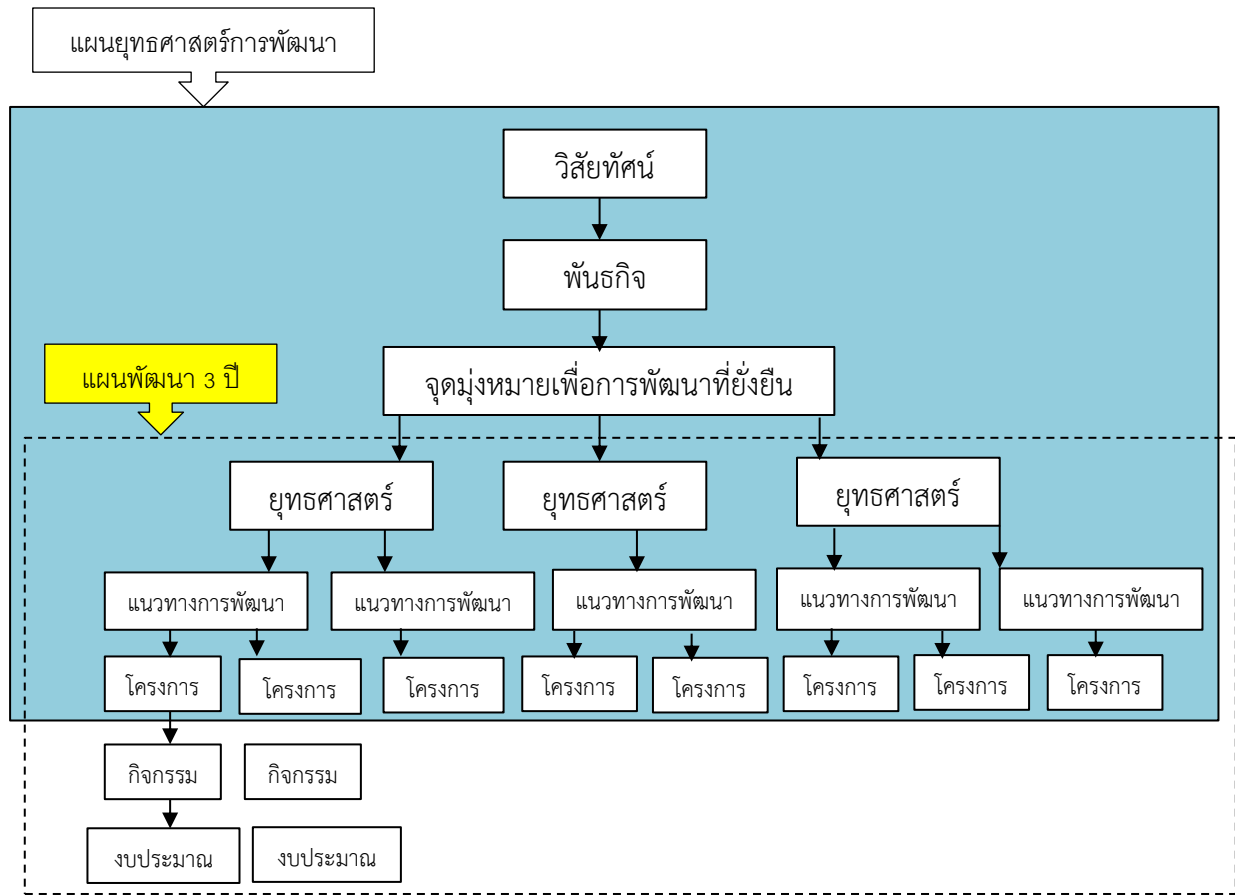 แผนยุทธศาสตร์การพัฒนา
วิสัยทัศน์
พันธกิจ
แผนพัฒนา 3 ปี
จุดมุ่งหมายเพื่อการพัฒนาที่ยั่งยืน
ยุทธศาสตร์
ยุทธศาสตร์
ยุทธศาสตร์
แนวทางการพัฒนา
แนวทางการพัฒนา
แนวทางการพัฒนา
แนวทางการพัฒนา
แนวทางการพัฒนา
โครงการ
โครงการ
โครงการ
โครงการ
โครงการ
โครงการ
โครงการ
โครงการ
กิจกรรม
กิจกรรม
งบประมาณ
งบประมาณ